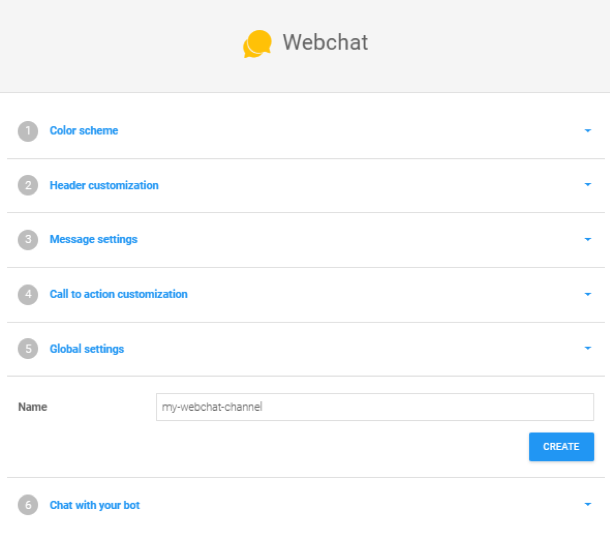 Webchat
1 Color scheme
2 Header customization
3 Message settings
4 Call to action customization
5 Global settings
Name my-webchat-channel
CREATE
6 Chat with your bot